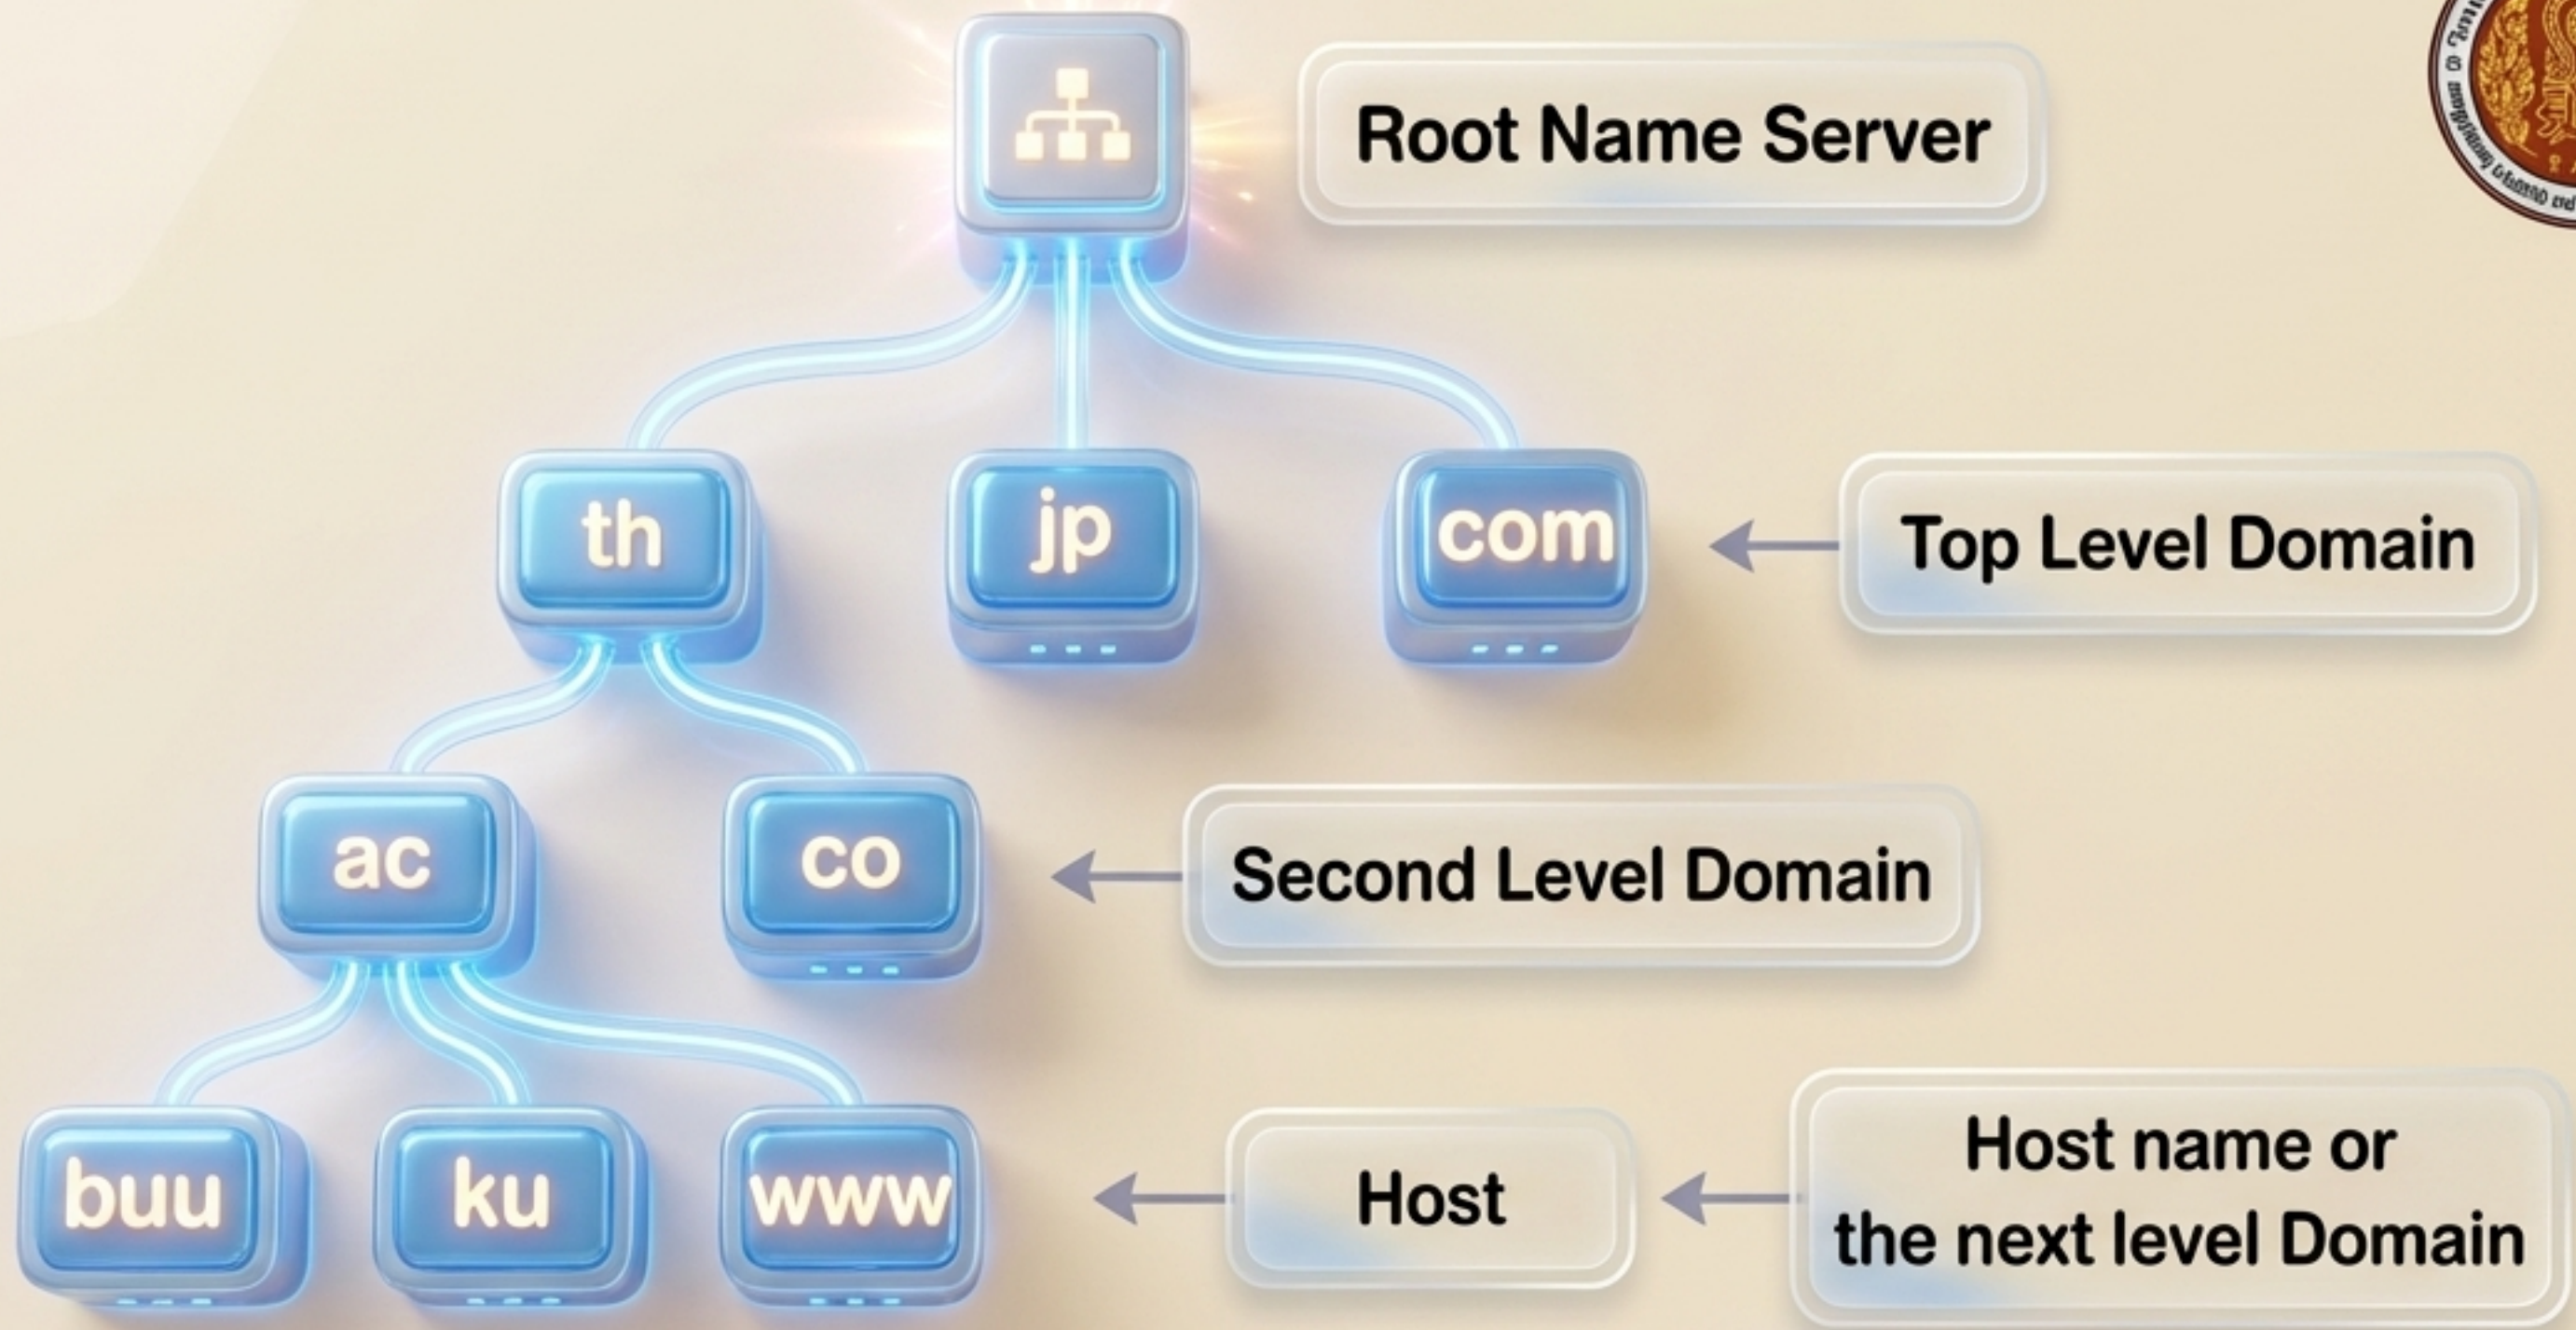 Root Name Server
th
jp
com
Top Level Domain
ac
co
Second Level Domain
buu
ku
www
Host
Host name or
the next level Domain